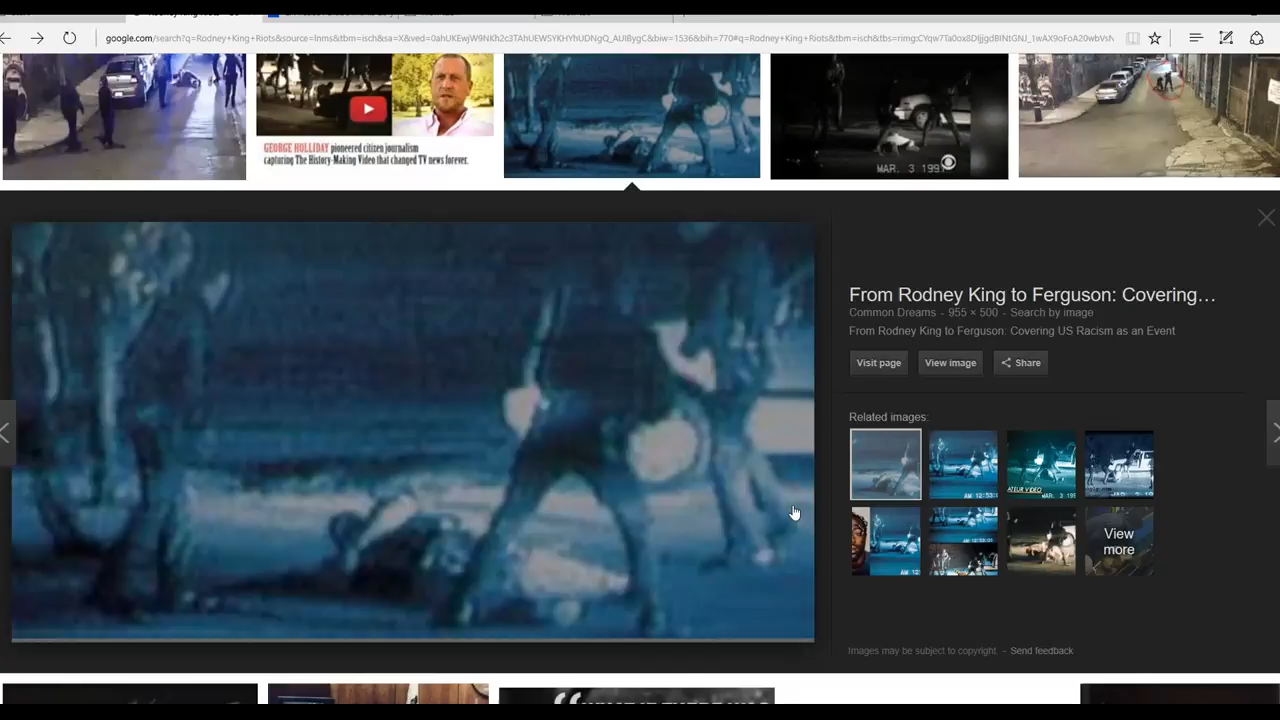 google.com/search?q=Rodney+King+Riots&source=lnms&tbm=isch&sa=X&ved=0ahUKEwjW9NKh2c3TAhUEWSYKHYhUDNgQ_AUIBygC&biw=1536&bih=770#q=Rodney+King+Riots&tbm=isch&tbs=rimg:
GEORGE HOLLIDAY pioneered citizen journalism
capturing The History-Making Video that changed TV news forever.
MAR. 3 1991
From Rodney King to Ferguson: Covering…
Common Dreams - 955 × 500 - Search by image
From Rodney King to Ferguson: Covering US Racism as an Event
Visit page
View image
Share
Related images:
View
more
Images may be subject to copyright. - Send feedback